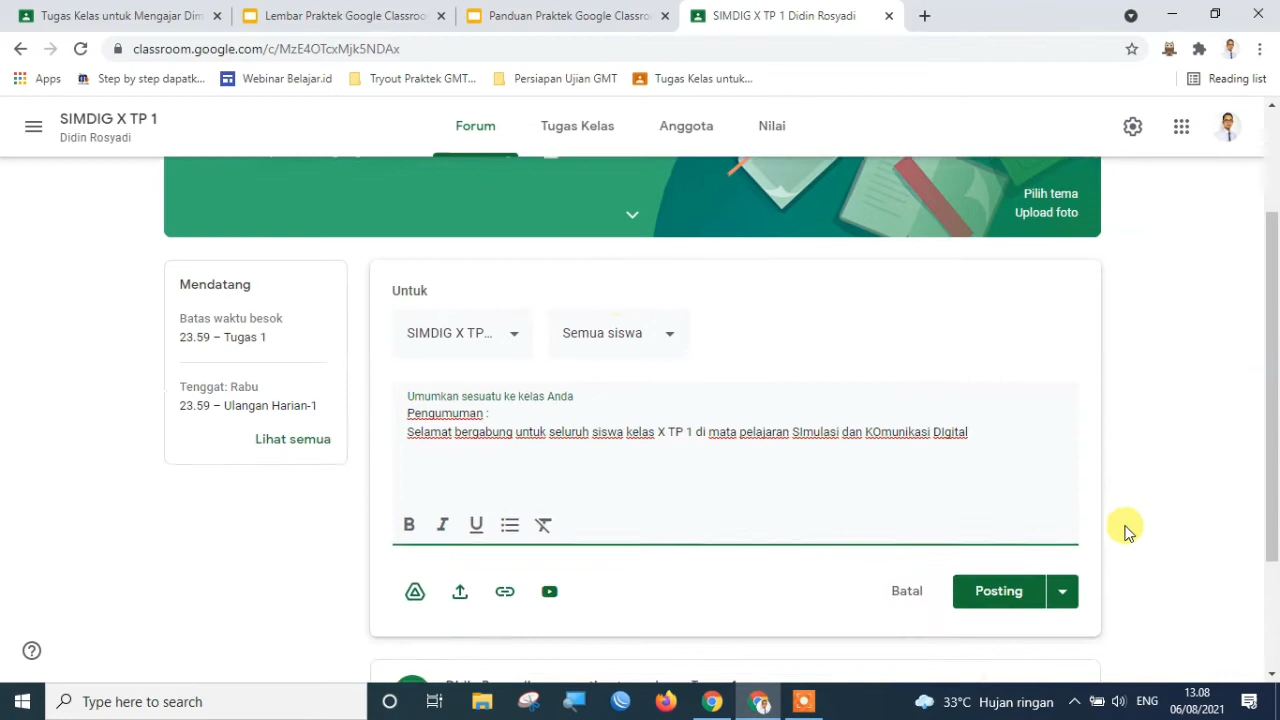 Tugas Kelas untuk Mengajar Dim
Lembar Praktek Google Classro
Panduan Praktek Google Classro
SIMDIG X TP 1 Didin Rosyadi
classroom.google.com/c/MzE4OTcxMjk5NDAx
Apps
Step by step dapatk...
Webinar Belajar.id
Tryout Praktek GMT...
Persiapan Ujian GMT
Tugas Kelas untuk...
Reading list
SIMDIG X TP 1
Didin Rosyadi
Forum
Tugas Kelas
Anggota
Nilai
Pilih tema
Upload foto
Mendatang
Batas waktu besok
23.59 – Tugas 1
Tenggat: Rabu
23.59 – Ulangan Harian-1
Lihat semua
Untuk
SIMDIG X TP...
Semua siswa
Umumkan sesuatu ke kelas Anda
Pengumuman :
Selamat bergabung untuk seluruh siswa kelas X TP 1 di mata pelajaran SImulasi dan KOmunikasi DIgital
B I U
Batal
Posting
Type here to search
33°C Hujan ringan
ENG
13.08
06/08/2021